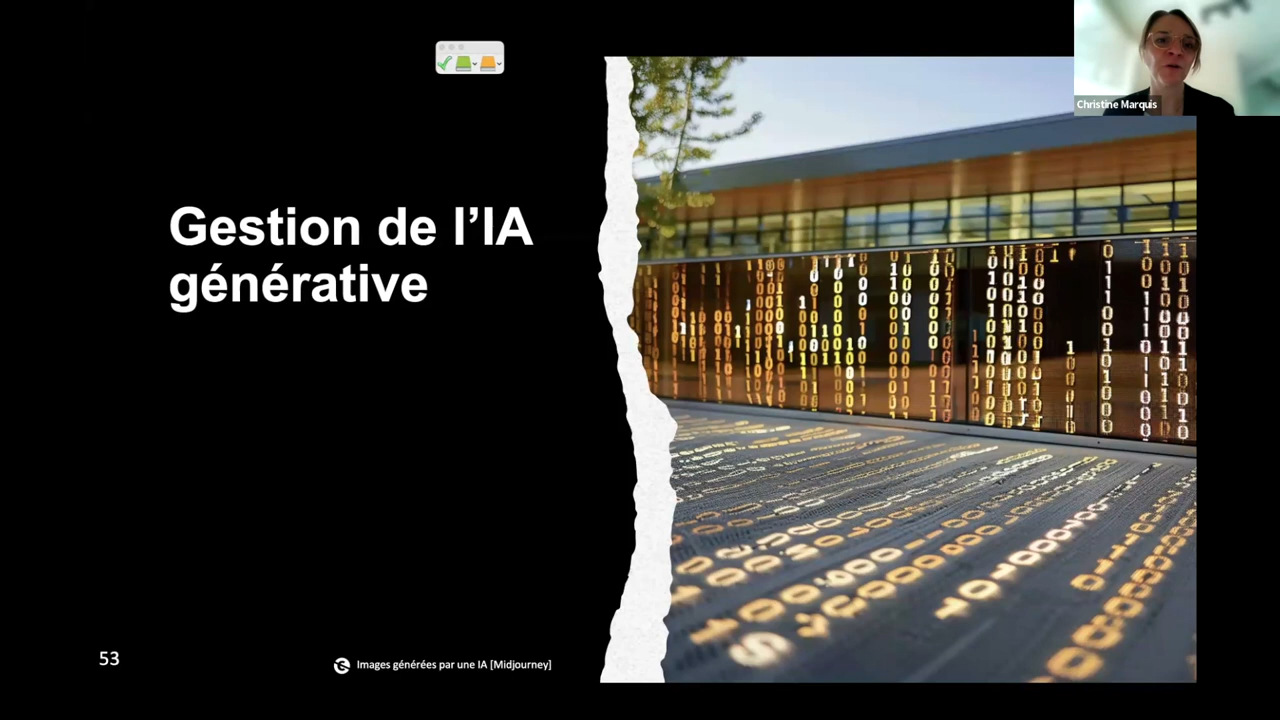 Christine Marquis
Gestion de l’IA
générative
53
Images générées par une IA [Midjourney]